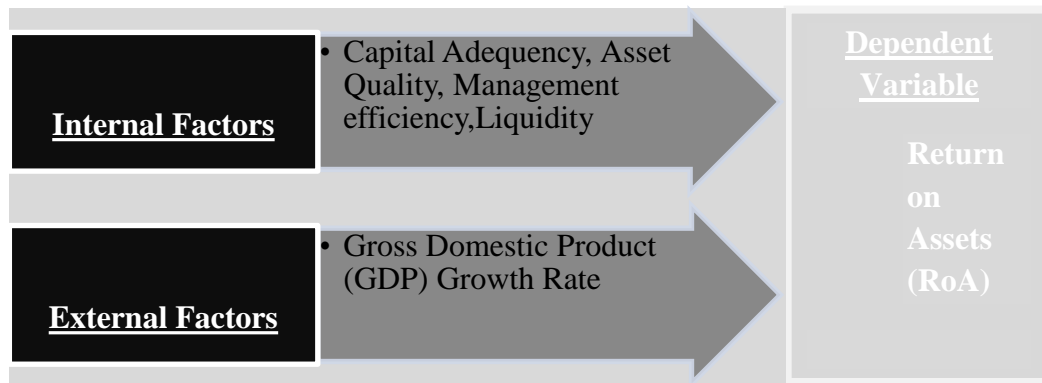 Internal Factors
• Capital Adequency, Asset
Quality, Management
efficiency,Liquidity
External Factors
• Gross Domestic Product
(GDP) Growth Rate
Dependent
Variable
Return
on
Assets
(RoA)